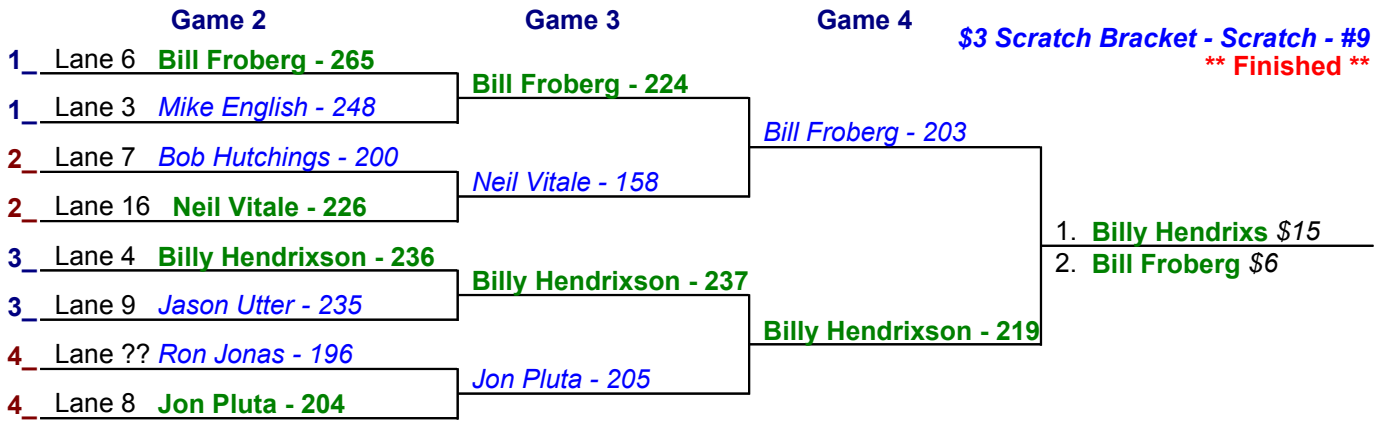 Game 2 Game 3 Game 4
$3 Scratch Bracket - Scratch - #9
** Finished **
1_ Lane 6 Bill Froberg - 265
Bill Froberg - 224
1_ Lane 3 Mike English - 248
Bill Froberg - 203
2_ Lane 7 Bob Hutchings - 200
Neil Vitale - 158
2_ Lane 16 Neil Vitale - 226
1. Billy Hendrixs $15
2. Bill Froberg $6
3_ Lane 4 Billy Hendrixson - 236
Billy Hendrixson - 237
3_ Lane 9 Jason Utter - 235
Billy Hendrixson - 219
4_ Lane ?? Ron Jonas - 196
Jon Pluta - 205
4_ Lane 8 Jon Pluta - 204